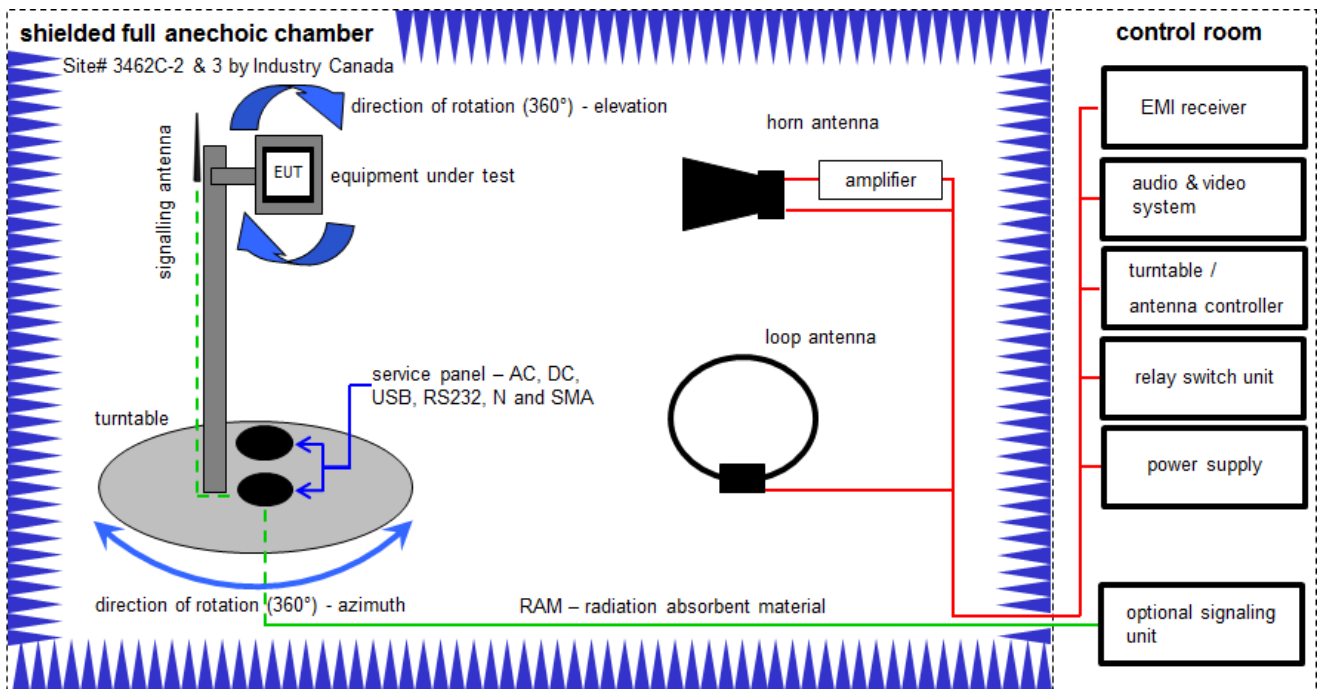 shielded full anechoic chamber
Site# 3462C-2 & 3 by Industry Canada
direction of rotation (360°) - elevation
signalling antenna
EUT
equipment under test
horn antenna
amplifier
loop antenna
service panel – AC, DC,
USB, RS232, N and SMA
turntable
direction of rotation (360°) - azimuth
RAM – radiation absorbent material
control room
EMI receiver
audio & video
system
turntable /
antenna controller
relay switch unit
power supply
optional signaling
unit